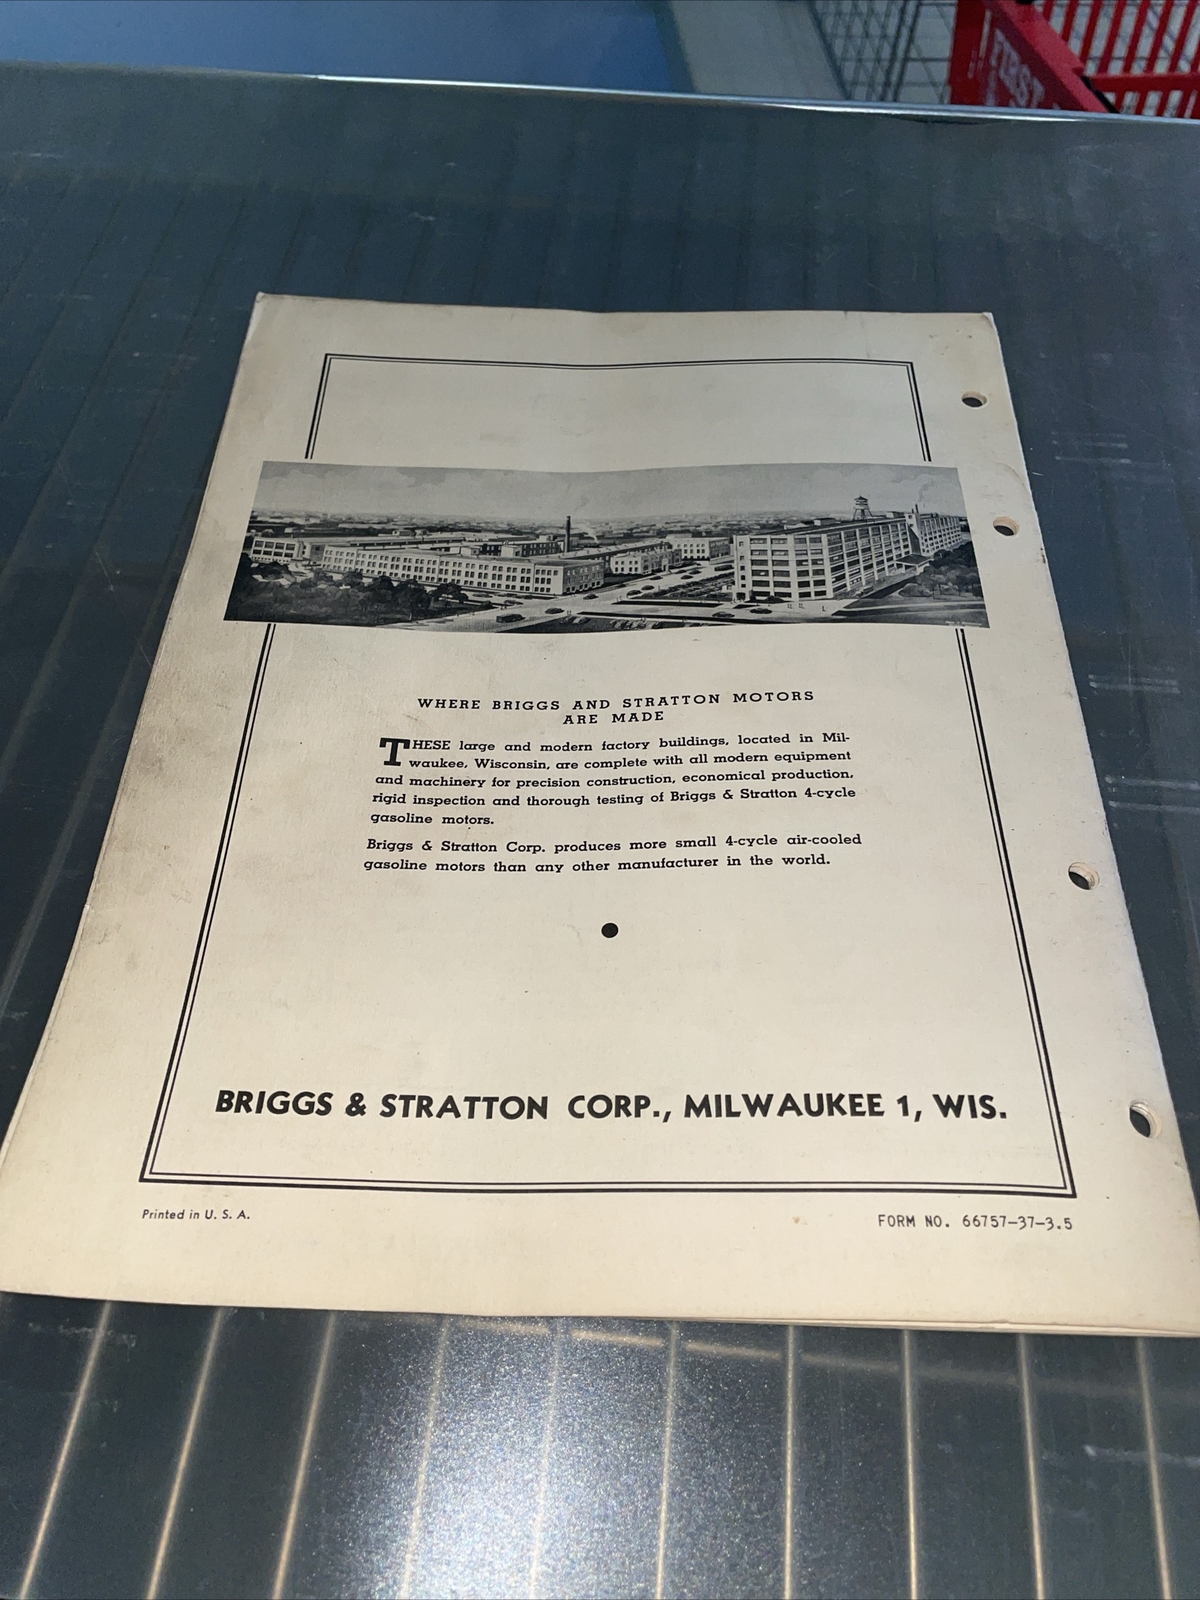 FIRST
WHERE BRIGGS AND STRATTON MOTORS
ARE MADE
THESE large and modern factory buildings, located in Mil-
waukee, Wisconsin, are complete with all modern equipment
and machinery for precision construction, economical production,
rigid inspection and thorough testing of Briggs & Stratton 4-cycle
gasoline motors.
Briggs & Stratton Corp. produces more small 4-cycle air-cooled
gasoline motors than any other manufacturer in the world.
BRIGGS & STRATTON CORP., MILWAUKEE 1, WIS.
Printed in U. S. A.
FORM NO. 66757-37-3.5